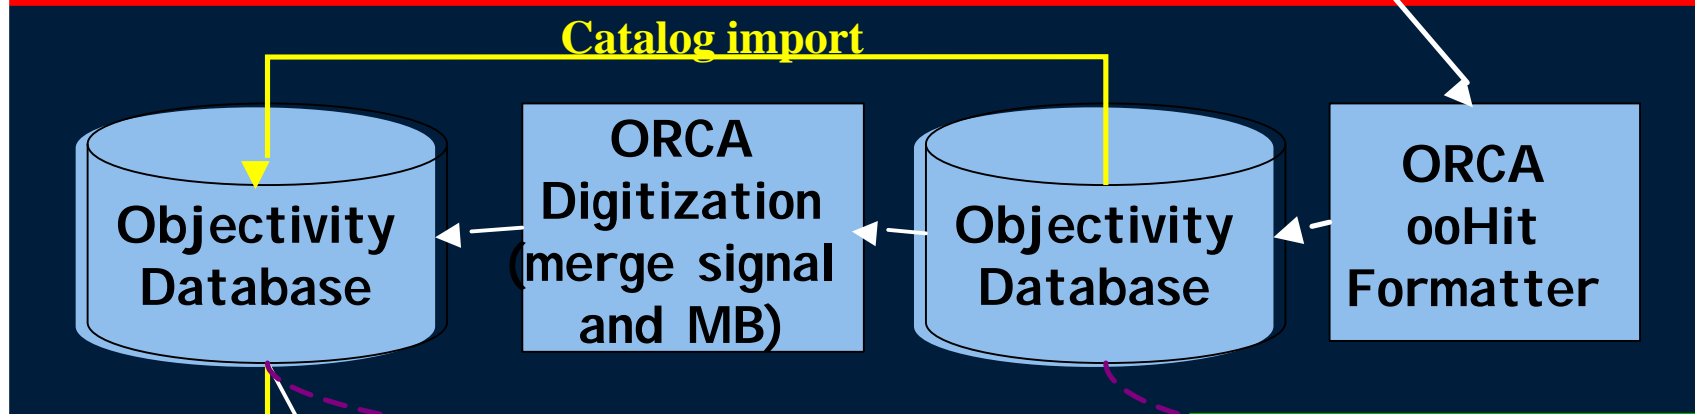 Catalog import
Objectivity
Database
ORCA
Digitization
(merge signal
and MB)
Objectivity
Database
ORCA
ooHit
Formatter